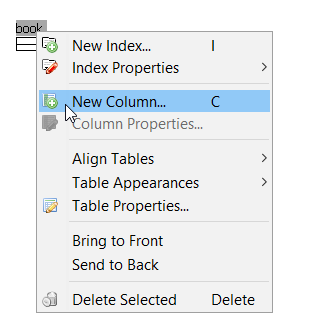 book
New Index... I
Index Properties
New Column... C
Column Properties...
Align Tables
Table Appearances
Table Properties...
Bring to Front
Send to Back
Delete Selected Delete